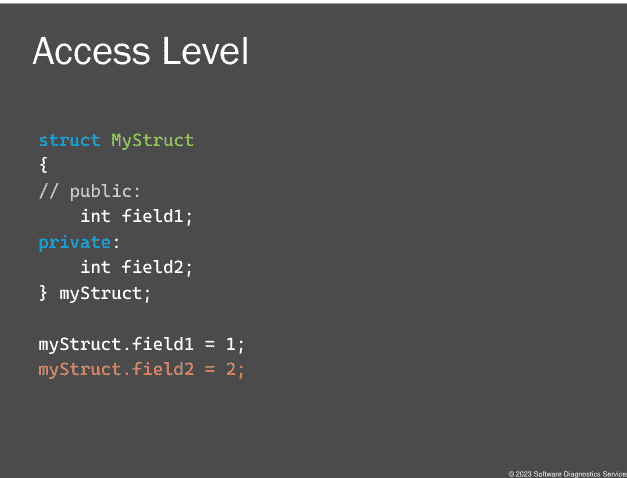 Access Level
struct MyStruct
{
// public:
    int field1;
private:
    int field2;
} myStruct;
myStruct.field1 = 1;
myStruct.field2 = 2;
© 2023 Software Diagnostics Service